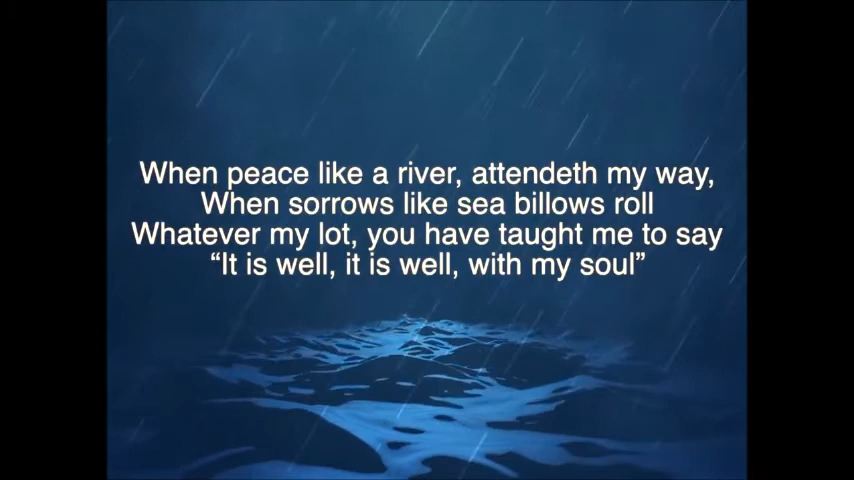 When peace like a river, attendeth my way,
When sorrows like sea billows roll
Whatever my lot, you have taught me to say
“It is well, it is well, with my soul”